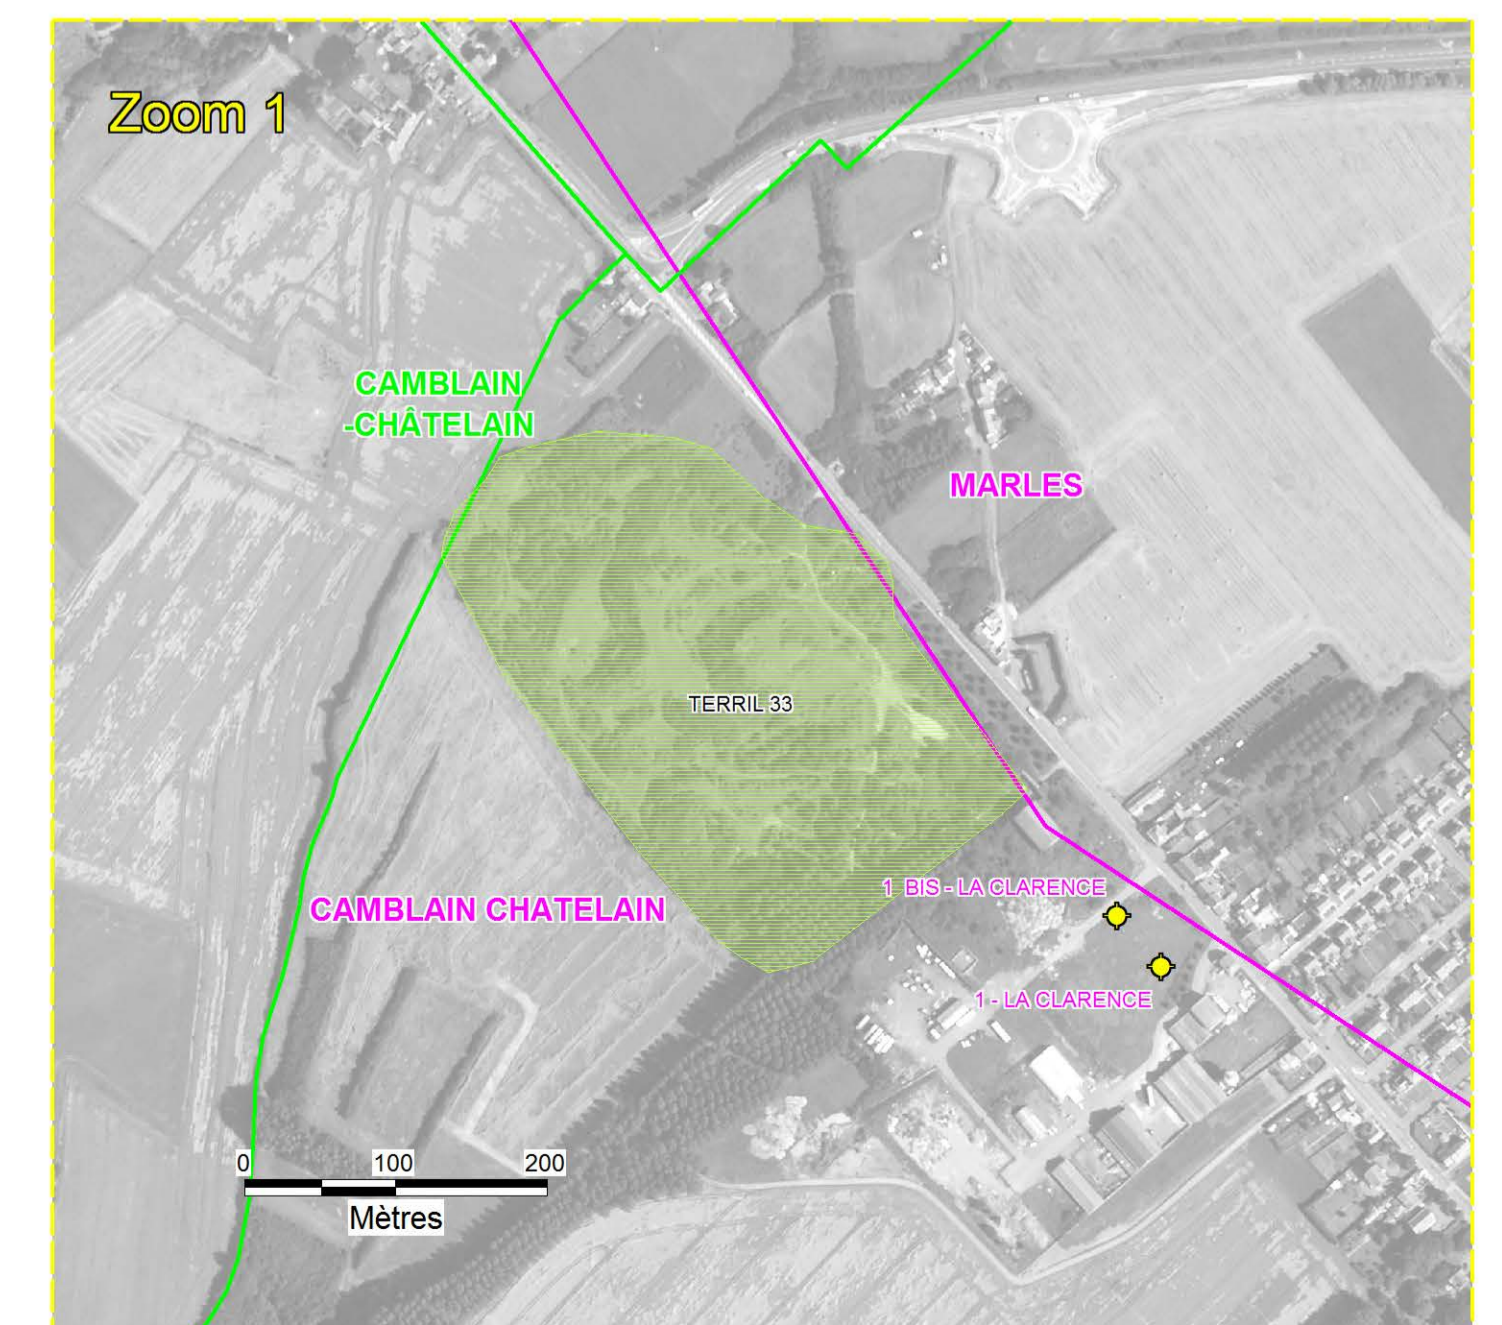 Zoom 1
CAMBLAIN
-CHÂTELAIN
MARLES
TERRIL 33
1 BIS - LA CLARENCE
CAMBLAIN CHATELAIN
1 - LA CLARENCE
0 100 200
Mètres